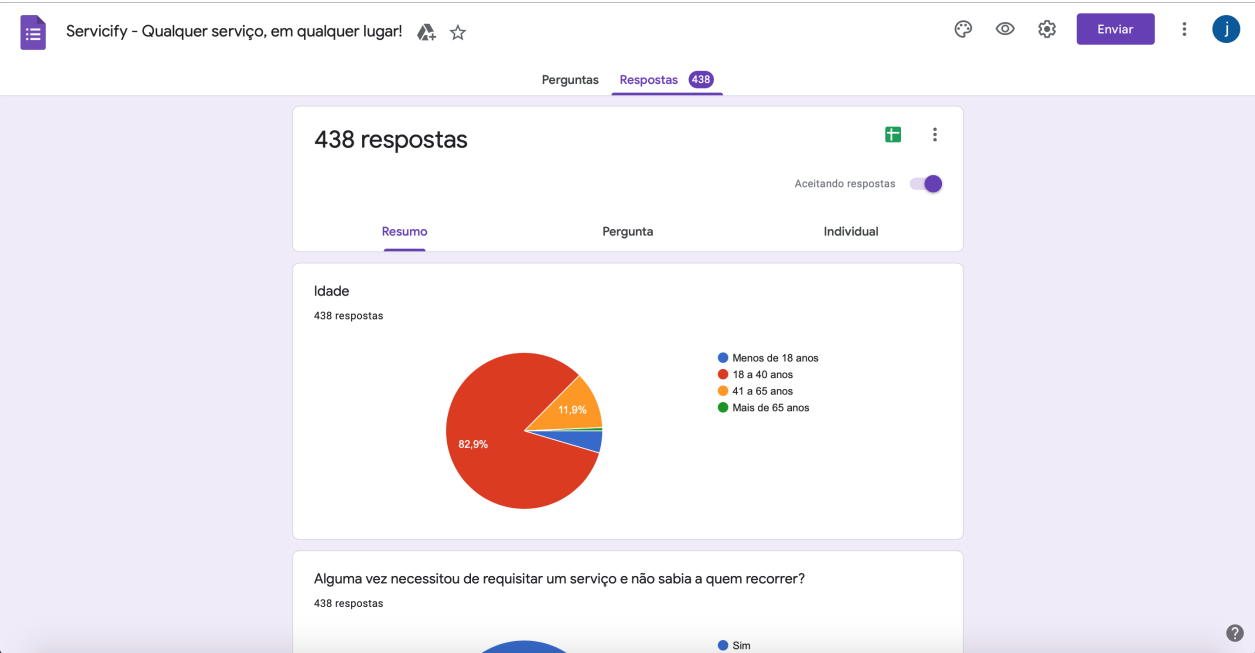 Servicify - Qualquer serviço, em qualquer lugar!
Enviar
j
Perguntas
Respostas 438
438 respostas
Aceitando respostas
Resumo
Pergunta
Individual
Idade
438 respostas
Menos de 18 anos
18 a 40 anos
41 a 65 anos
Mais de 65 anos
11,9%
82,9%
Alguma vez necessitou de requisitar um serviço e não sabia a quem recorrer?
438 respostas
Sim
?